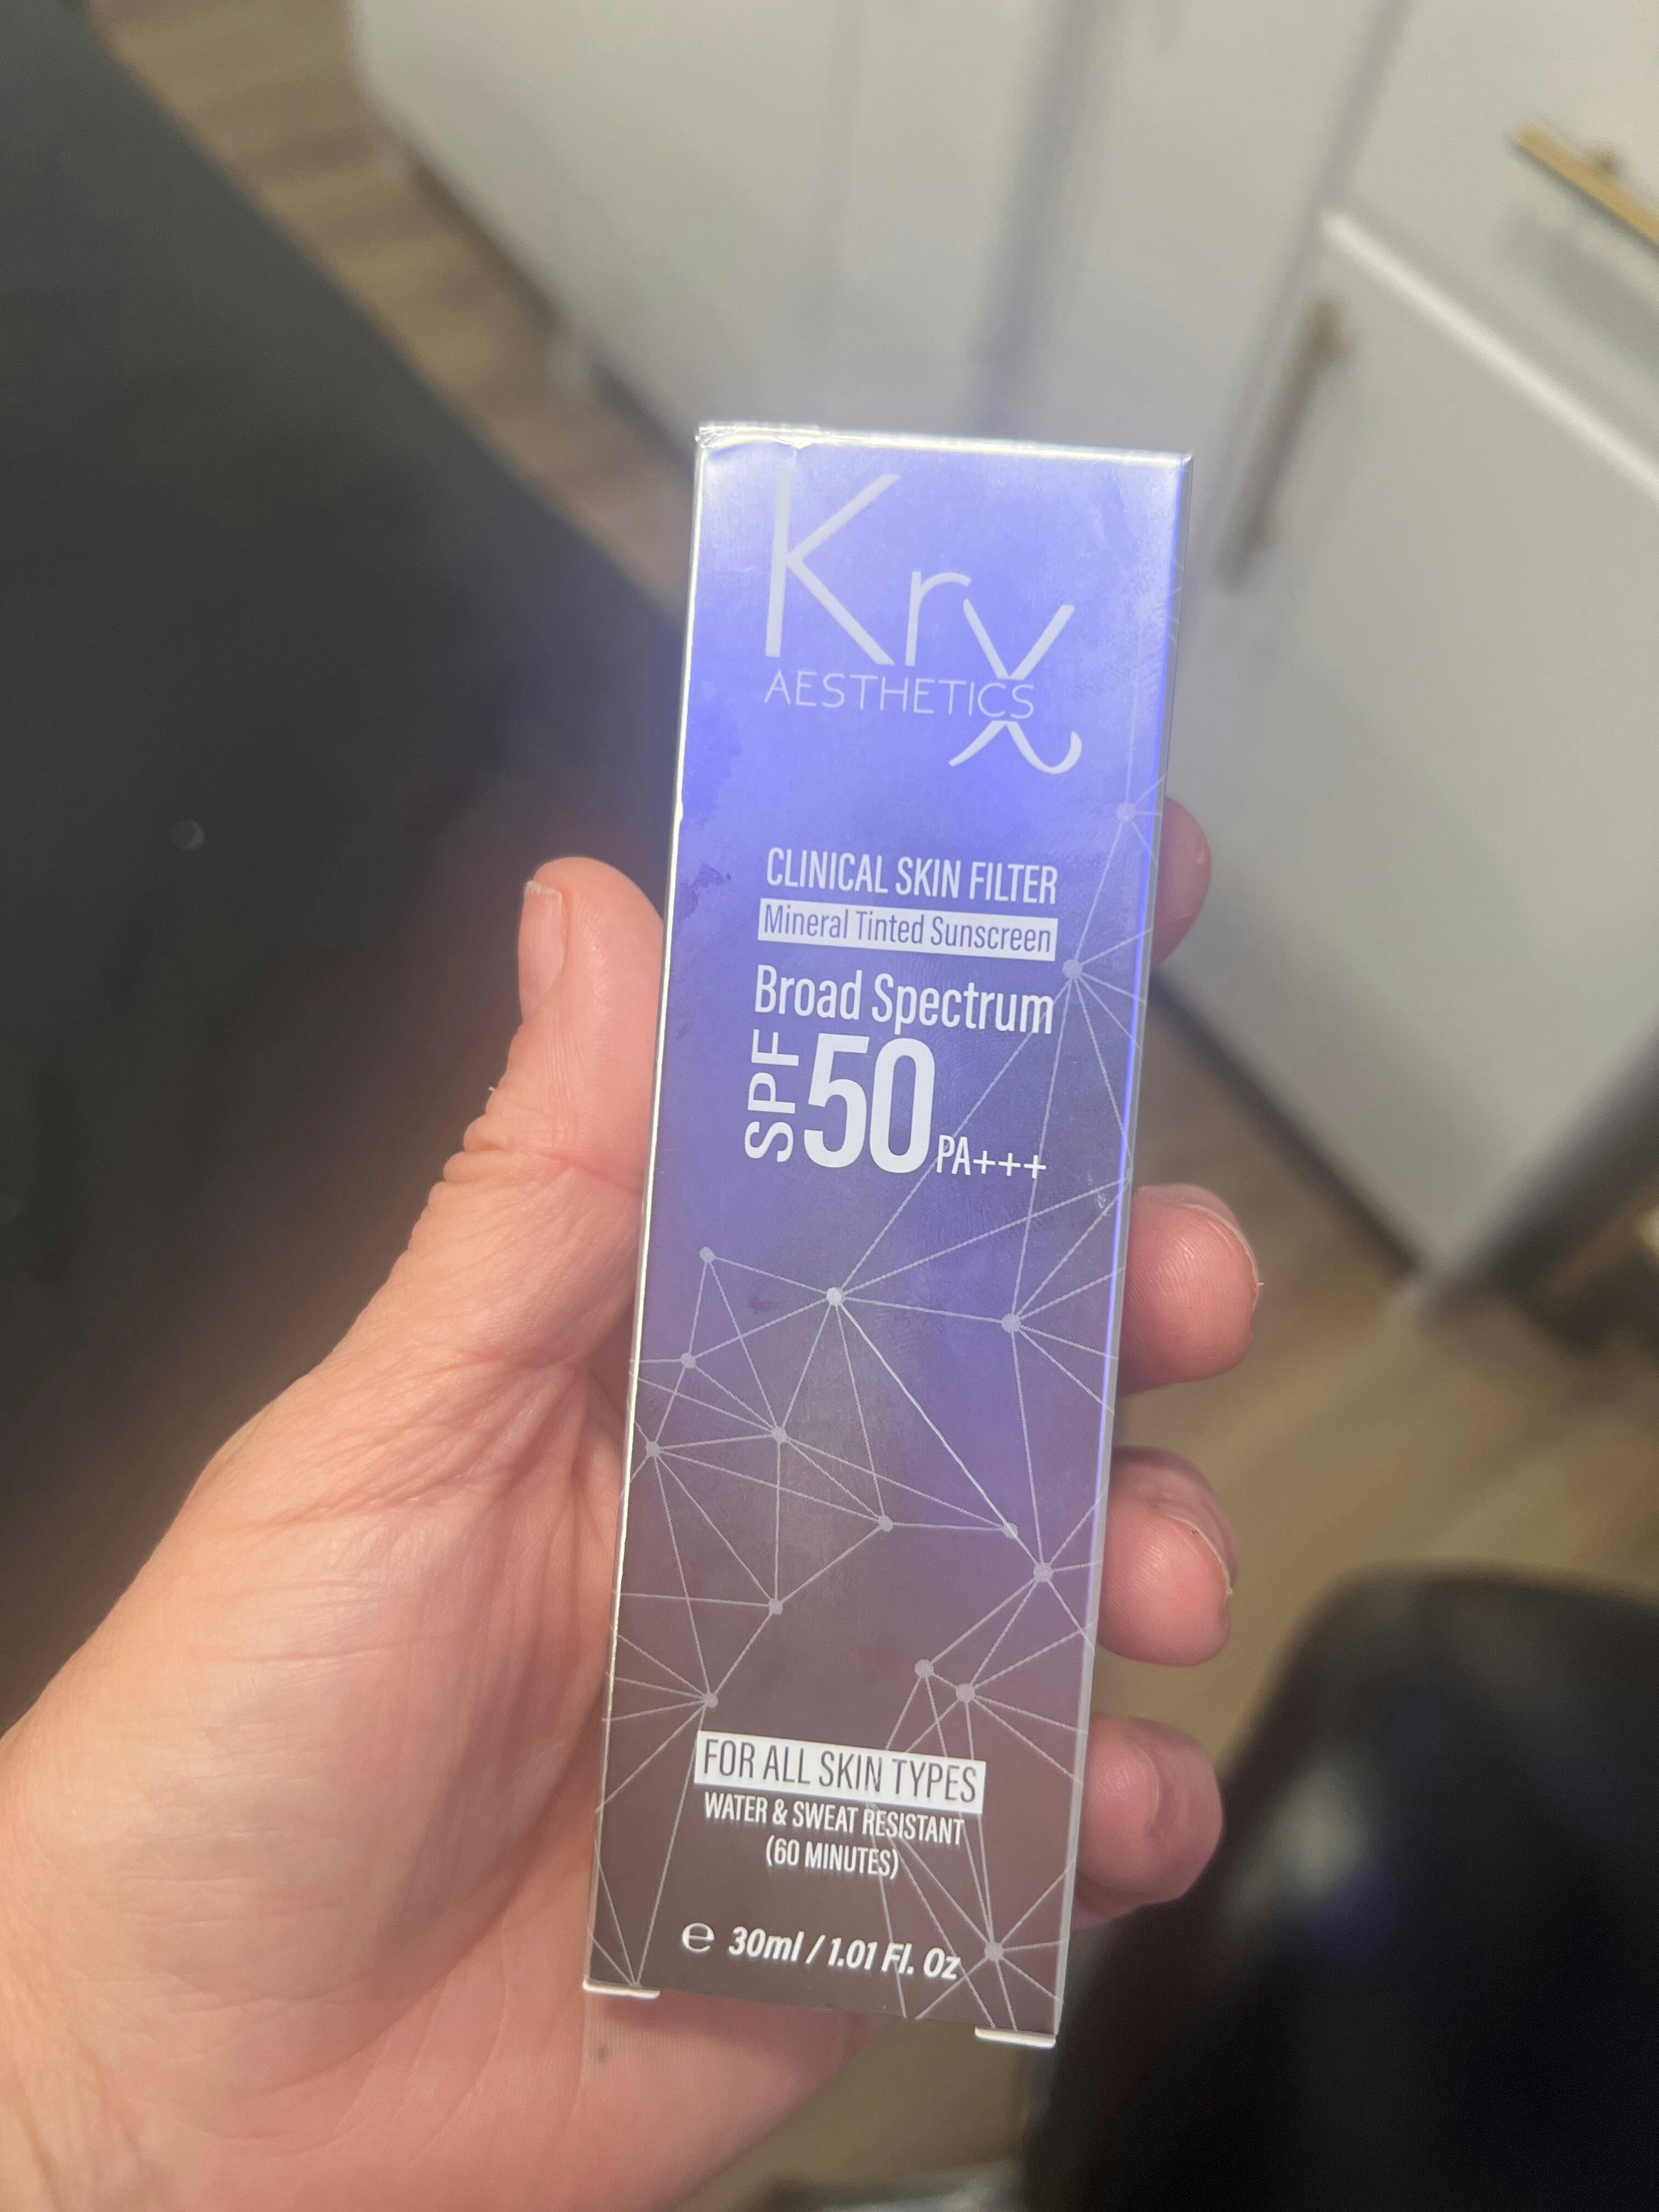 Krx
AESTHETICS
CLINICAL SKIN FILTER
Mineral Tinted Sunscreen
Broad Spectrum
SPF 50 PA+++
FOR ALL SKIN TYPES
WATER & SWEAT RESISTANT
(60 MINUTES)
℮ 30ml / 1.01 Fl. Oz